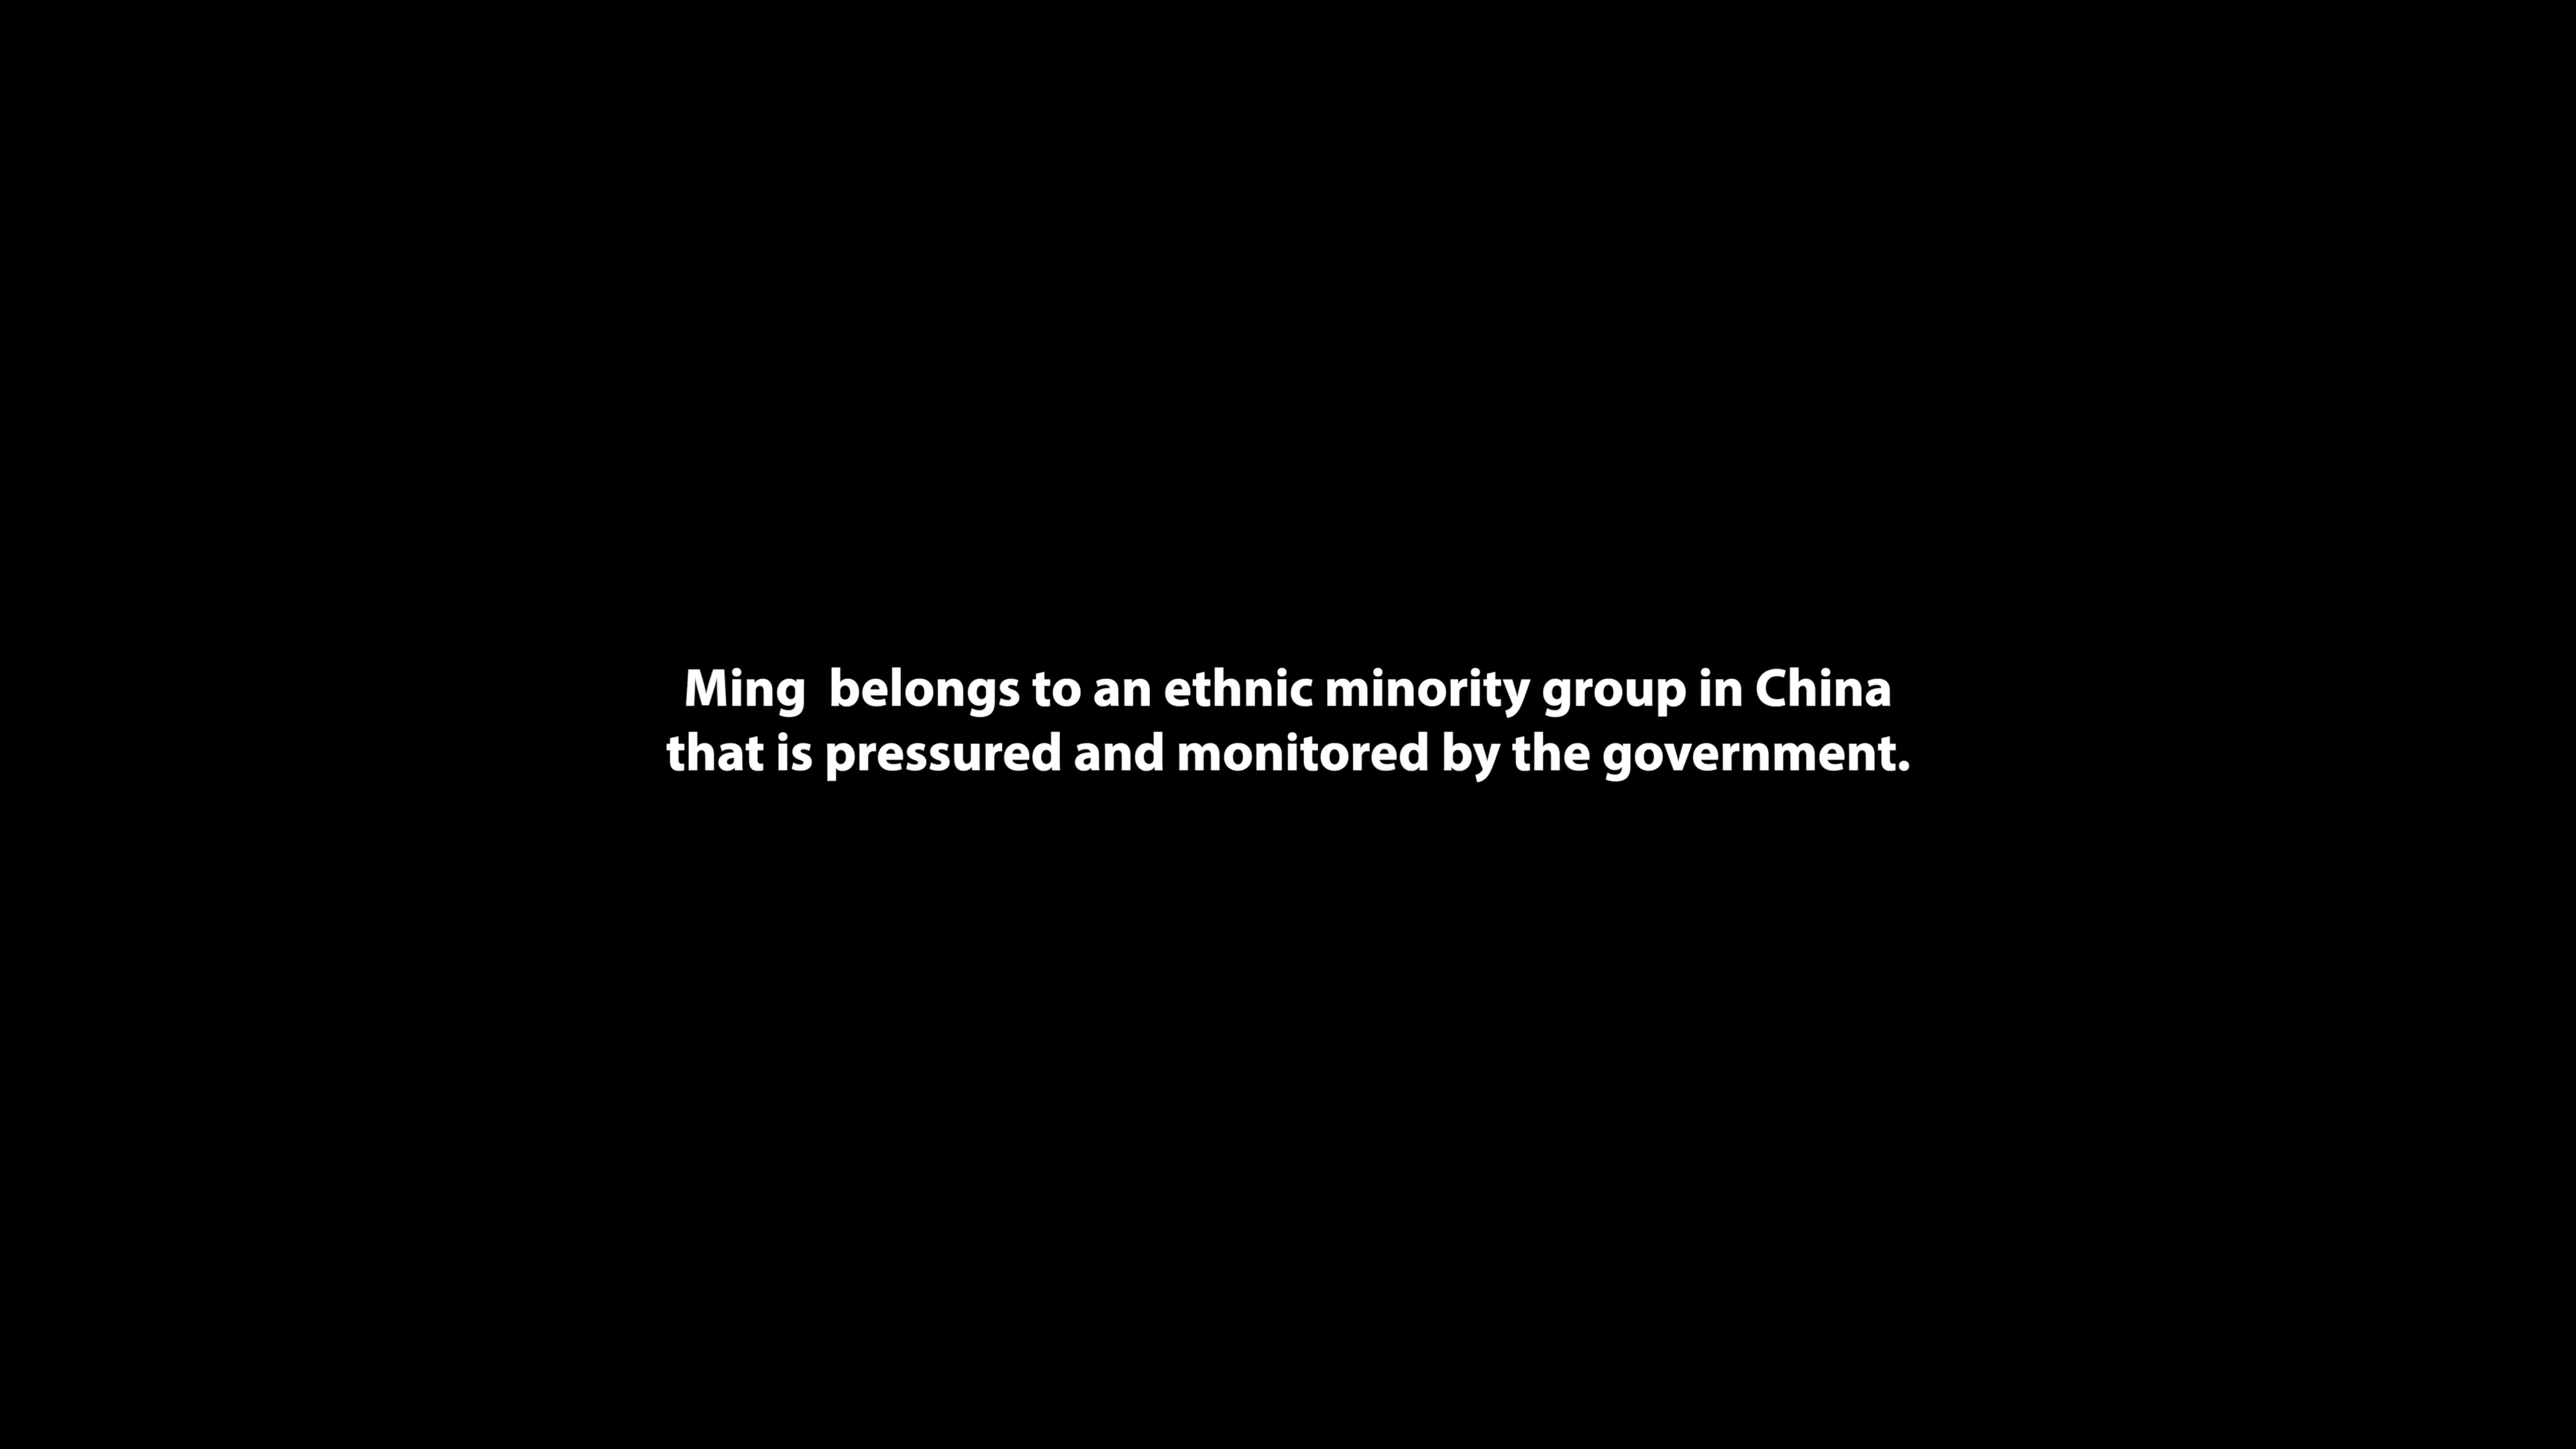 Ming  belongs to an ethnic minority group in China
that is pressured and monitored by the government.